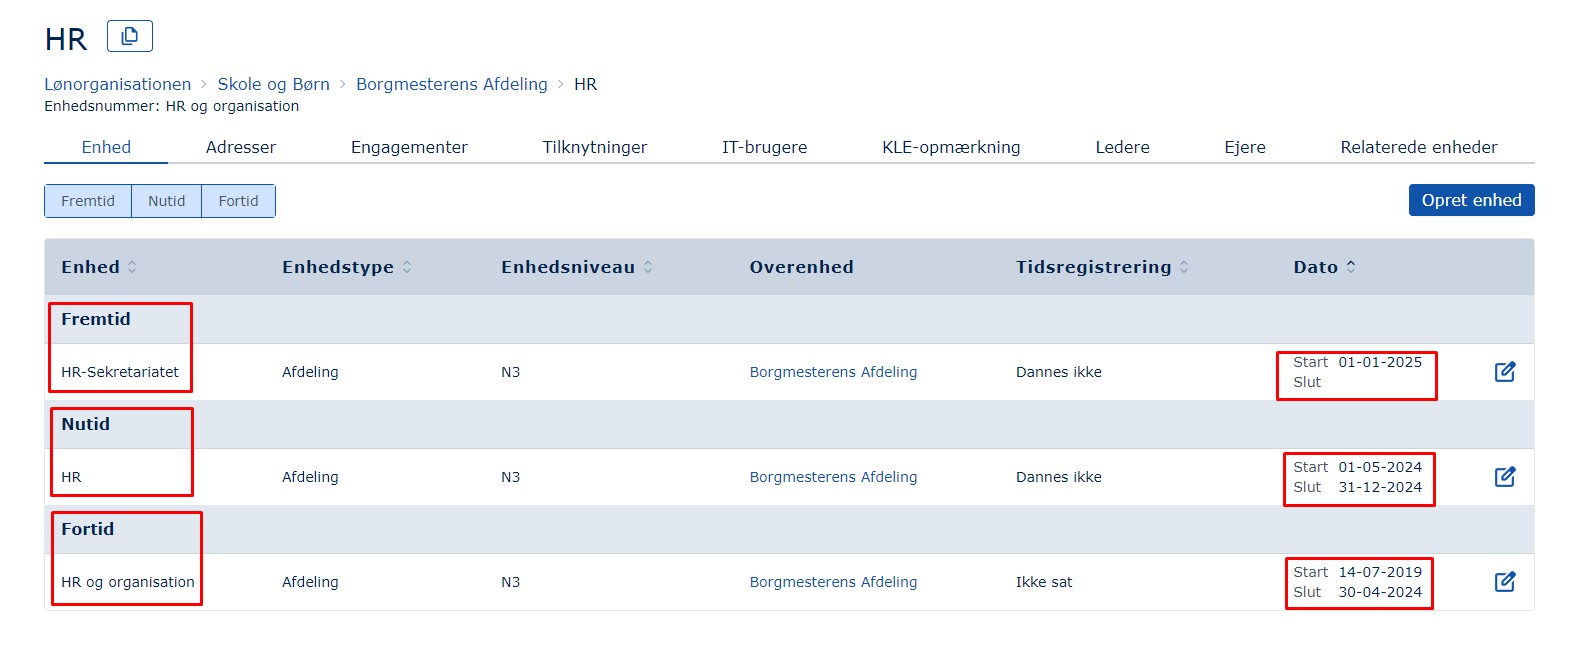 HR
Lønorganisationen > Skole og Børn > Borgmesterens Afdeling > HR
Enhedsnummer: HR og organisation
Enhed Adresser Engagementer Tilknytninger IT-brugere KLE-opmærkning Ledere Ejere Relaterede enheder
Fremtid Nutid Fortid Opret enhed
Enhed Enhedstype Enhedsniveau Overenhed Tidsregistrering Dato
Fremtid
HR-Sekretariatet Afdeling N3 Borgmesterens Afdeling Dannes ikke Start 01-01-2025
Slut
Nutid
HR Afdeling N3 Borgmesterens Afdeling Dannes ikke Start 01-05-2024
Slut 31-12-2024
Fortid
HR og organisation Afdeling N3 Borgmesterens Afdeling Ikke sat Start 14-07-2019
Slut 30-04-2024